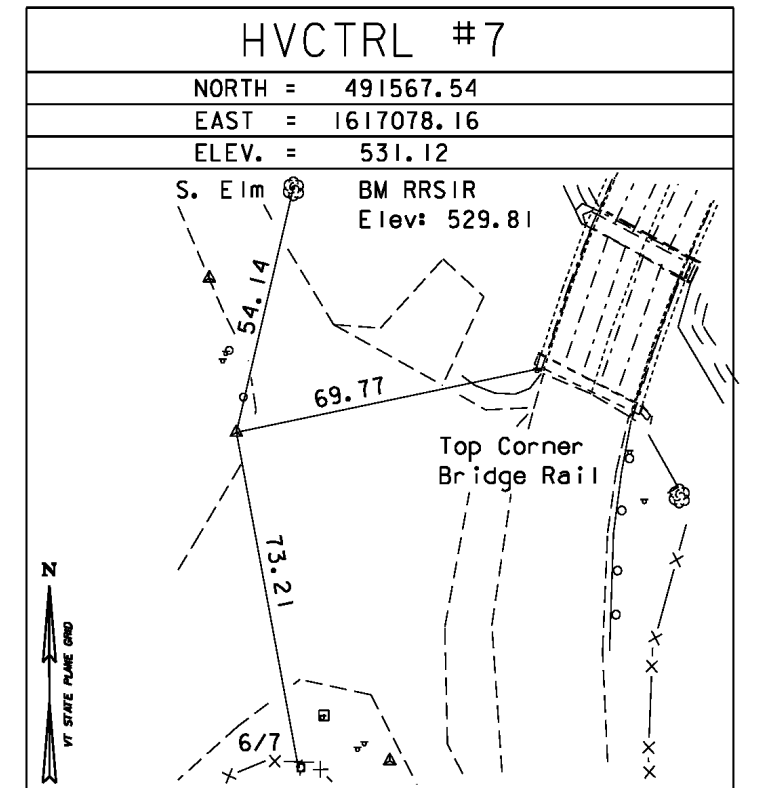 HVCTRL #7
NORTH = 491567.54
EAST = 1617078.16
ELEV. = 531.12
S. Elm
BM RRSIR
Elev: 529.81
54.14
69.77
Top Corner
Bridge Rail
73.21
N
VT STATE PLANE GRID
6/7